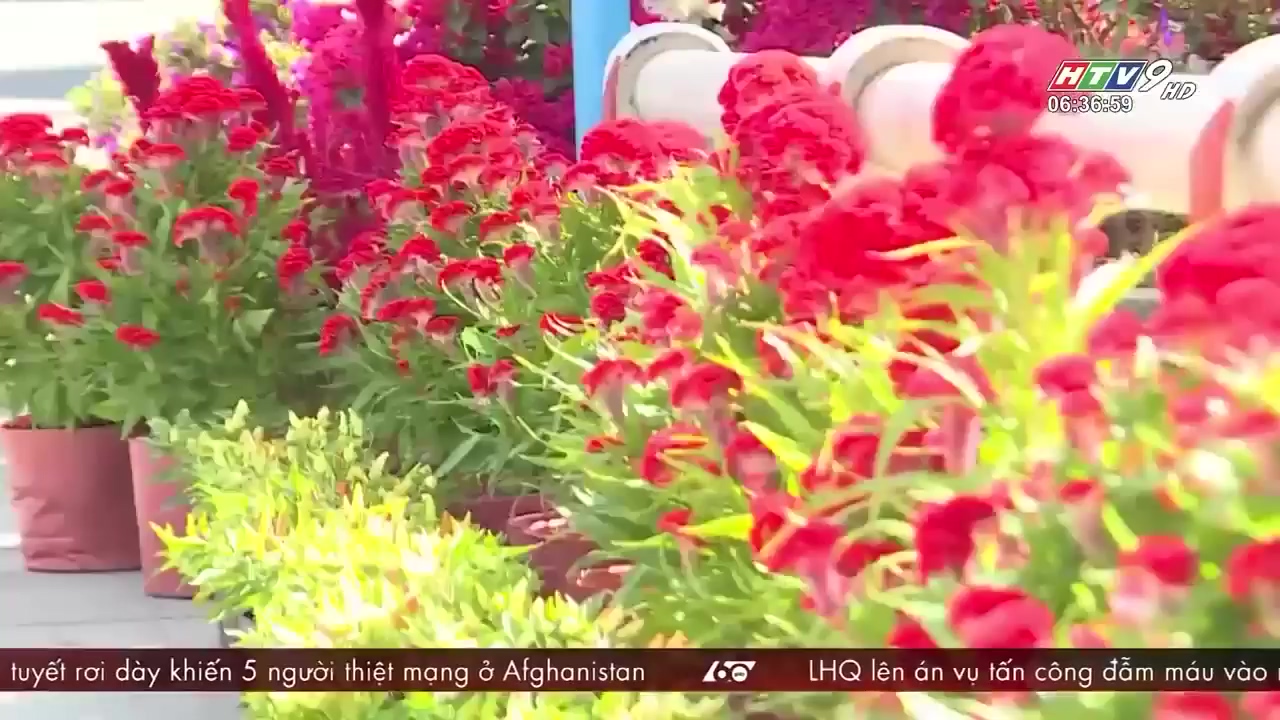 HTV9 HD
06:36:59
tuyết rơi dày khiến 5 người thiệt mạng ở Afghanistan 60 LHQ lên án vụ tấn công đẫm máu vào